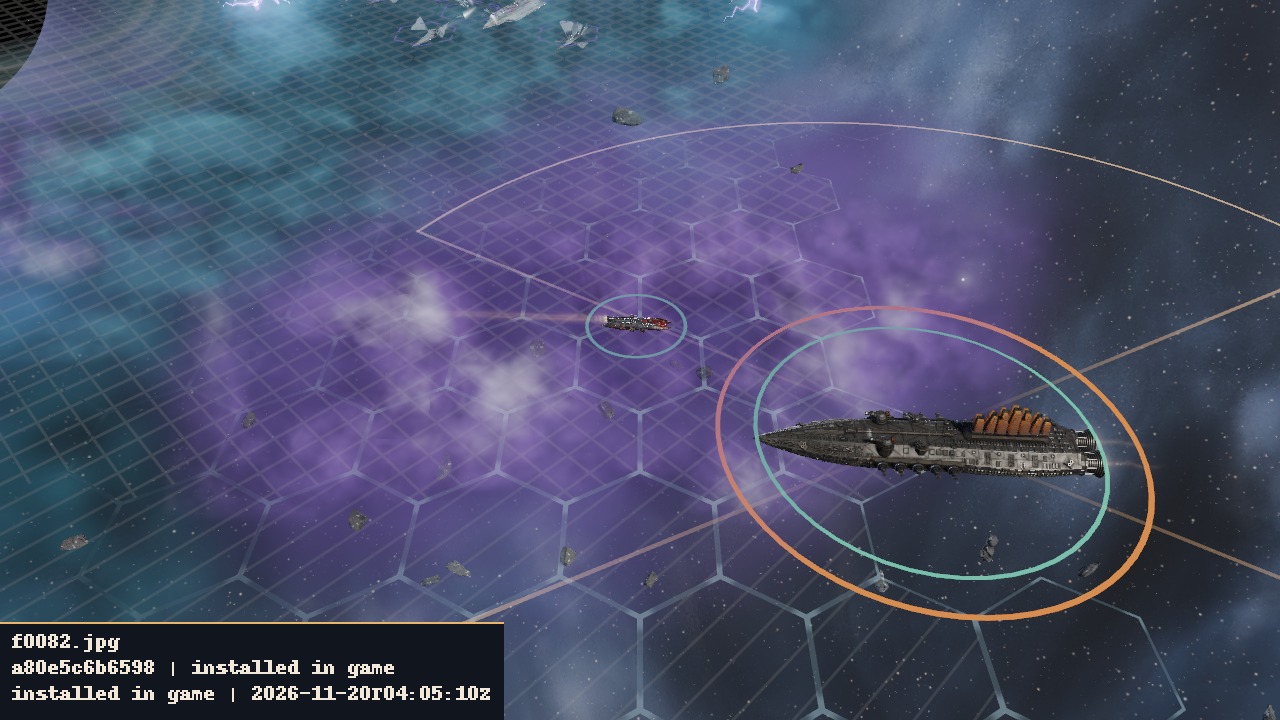 f0082.jpg
a80e5c6b6598 | installed in game
installed in game | 2026-11-20T04:05:10Z